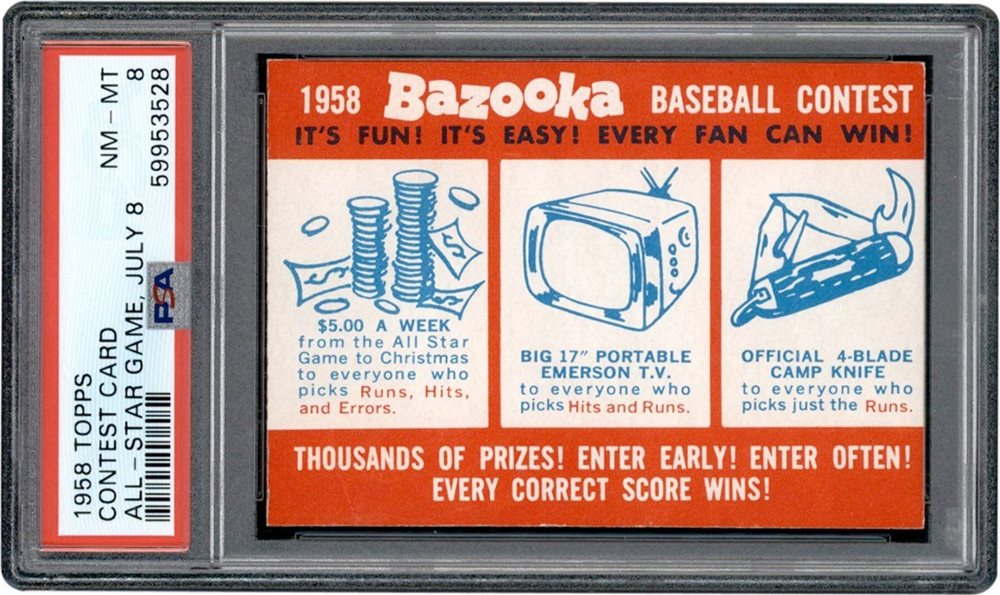 1958 TOPPS
CONTEST CARD
ALL-STAR GAME, JULY 8
NM-MT
8
59953528
PSA
1958 Bazooka BASEBALL CONTEST
IT'S FUN! IT'S EASY! EVERY FAN CAN WIN!
$5.00 A WEEK
from the All Star
Game to Christmas
to everyone who
picks Runs, Hits,
and Errors.
BIG 17" PORTABLE
EMERSON T.V.
to everyone who
picks Hits and Runs.
OFFICIAL 4-BLADE
CAMP KNIFE
to everyone who
picks just the Runs.
THOUSANDS OF PRIZES! ENTER EARLY! ENTER OFTEN!
EVERY CORRECT SCORE WINS!